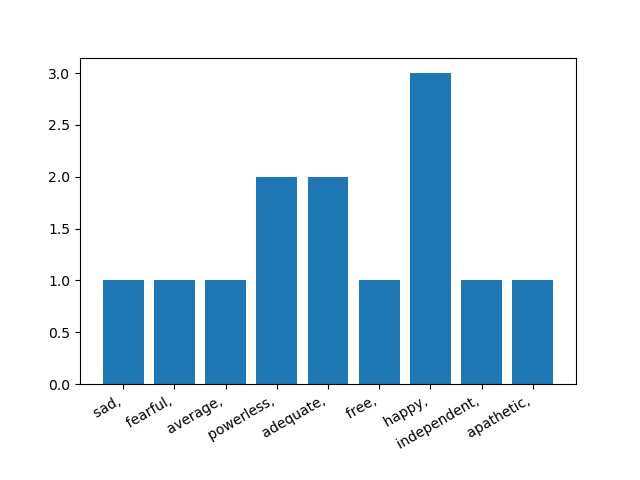 3.0
2.5
2.0
1.5
1.0
0.5
0.0
sad,
fearful,
average,
powerless,
adequate,
free,
happy,
independent,
apathetic,